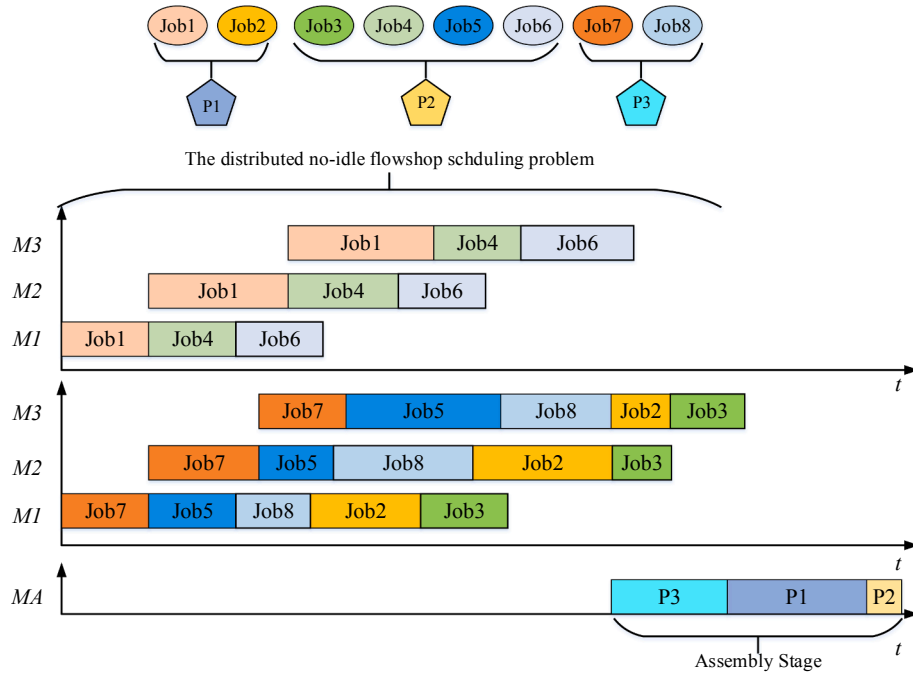 Job1 Job2 Job3 Job4 Job5 Job6 Job7 Job8
P1 P2 P3
The distributed no-idle flowshop schduling problem
M3 Job1 Job4 Job6
M2 Job1 Job4 Job6
M1 Job1 Job4 Job6
t
M3 Job7 Job5 Job8 Job2 Job3
M2 Job7 Job5 Job8 Job2 Job3
M1 Job7 Job5 Job8 Job2 Job3
t
MA P3 P1 P2
t
Assembly Stage